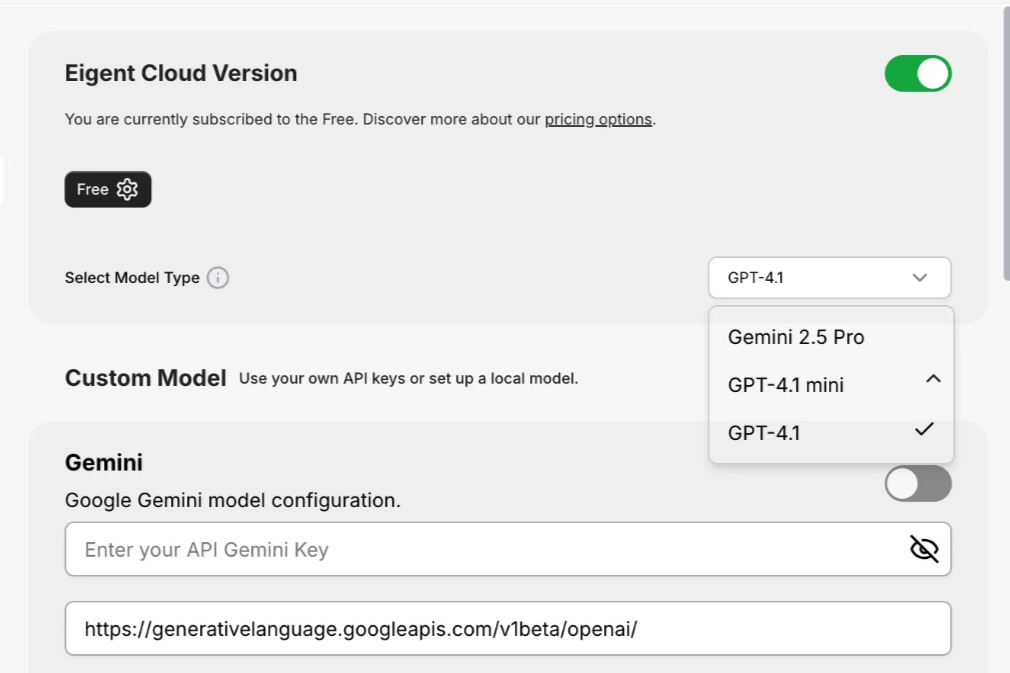 Eigent Cloud Version
You are currently subscribed to the Free. Discover more about our pricing options.
Free
Select Model Type
GPT-4.1
Gemini 2.5 Pro
GPT-4.1 mini
GPT-4.1
Custom Model Use your own API keys or set up a local model.
Gemini
Google Gemini model configuration.
Enter your API Gemini Key
https://generativelanguage.googleapis.com/v1beta/openai/